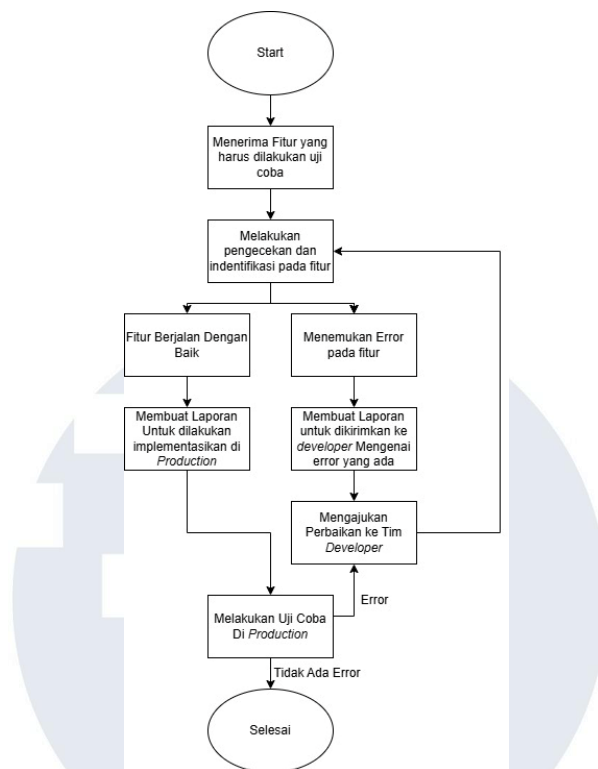 Start
Menerima Fitur yang
harus dilakukan uji
coba
Melakukan
pengecekan dan
indentifikasi pada fitur
Fitur Berjalan Dengan
Baik
Menemukan Error
pada fitur
Membuat Laporan
Untuk dilakukan
implementasikan di
Production
Membuat Laporan
untuk dikirimkan ke
developer Mengenai
error yang ada
Mengajukan
Perbaikan ke Tim
Developer
Error
Melakukan Uji Coba
Di Production
Tidak Ada Error
Selesai